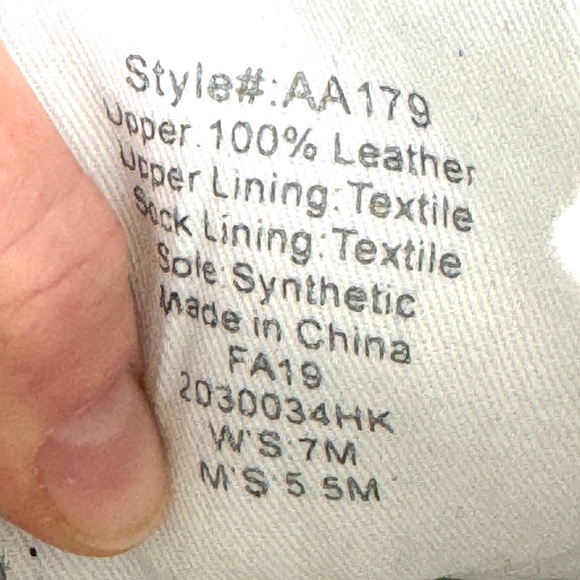 Style#:AA179
Upper:100% Leather
Upper Lining:Textile
Sock Lining:Textile
Sole:Synthetic
Made in China
FA19
2030034HK
W'S:7M
M'S:5.5M